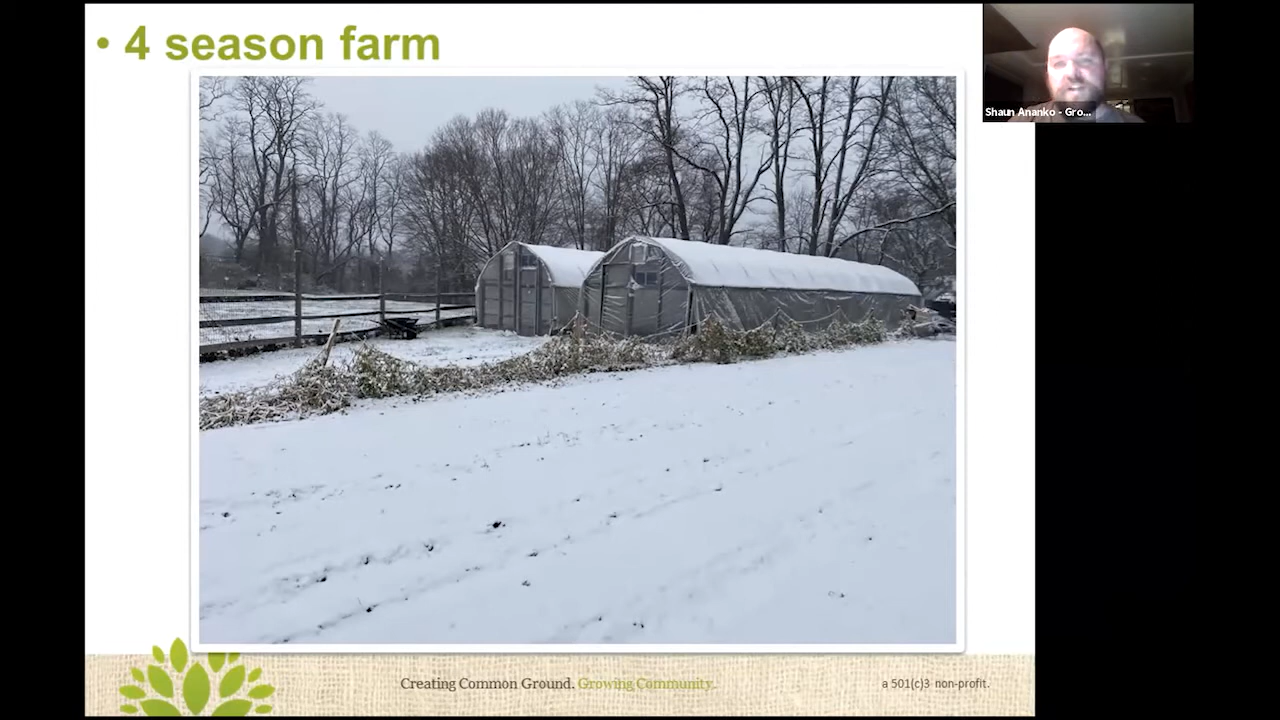 • 4 season farm
Shaun Ananko - Gro...
Creating Common Ground. Growing Community.
a 501(c)3 non-profit.